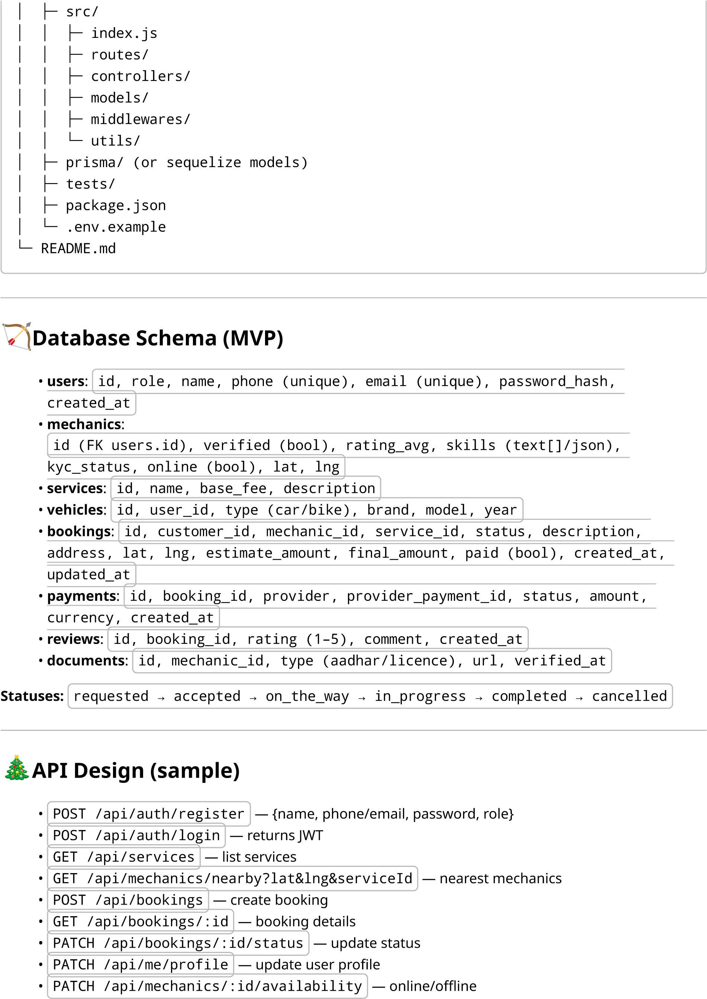 │  ├─ src/
│  │  ├─ index.js
│  │  ├─ routes/
│  │  ├─ controllers/
│  │  ├─ models/
│  │  ├─ middlewares/
│  │  └─ utils/
│  ├─ prisma/ (or sequelize models)
│  ├─ tests/
│  ├─ package.json
│  └─ .env.example
└─ README.md
🏹Database Schema (MVP)
• users: id, role, name, phone (unique), email (unique), password_hash,
created_at
• mechanics:
id (FK users.id), verified (bool), rating_avg, skills (text[]/json),
kyc_status, online (bool), lat, lng
• services: id, name, base_fee, description
• vehicles: id, user_id, type (car/bike), brand, model, year
• bookings: id, customer_id, mechanic_id, service_id, status, description,
address, lat, lng, estimate_amount, final_amount, paid (bool), created_at,
updated_at
• payments: id, booking_id, provider, provider_payment_id, status, amount,
currency, created_at
• reviews: id, booking_id, rating (1–5), comment, created_at
• documents: id, mechanic_id, type (aadhar/licence), url, verified_at
Statuses: requested → accepted → on_the_way → in_progress → completed → cancelled
🎄API Design (sample)
• POST /api/auth/register — {name, phone/email, password, role}
• POST /api/auth/login — returns JWT
• GET /api/services — list services
• GET /api/mechanics/nearby?lat&lng&serviceId — nearest mechanics
• POST /api/bookings — create booking
• GET /api/bookings/:id — booking details
• PATCH /api/bookings/:id/status — update status
• PATCH /api/me/profile — update user profile
• PATCH /api/mechanics/:id/availability — online/offline